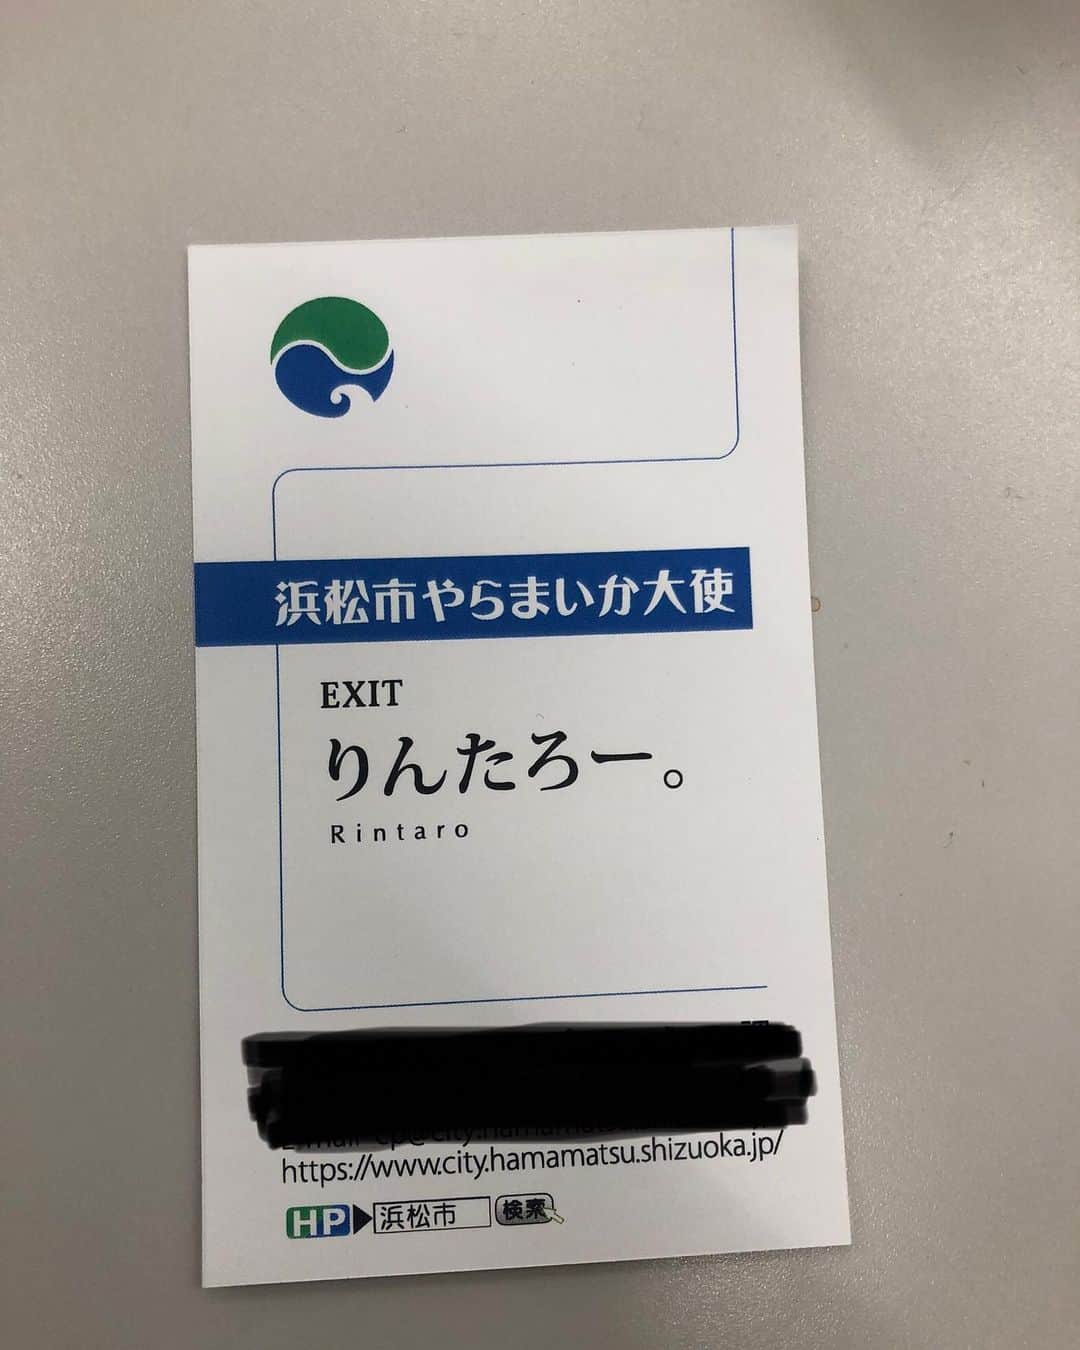 浜松市やらまいか大使
EXIT
りんたろー。
Rintaro
https://www.city.hamamatsu.shizuoka.jp/
HP 浜松市 検索